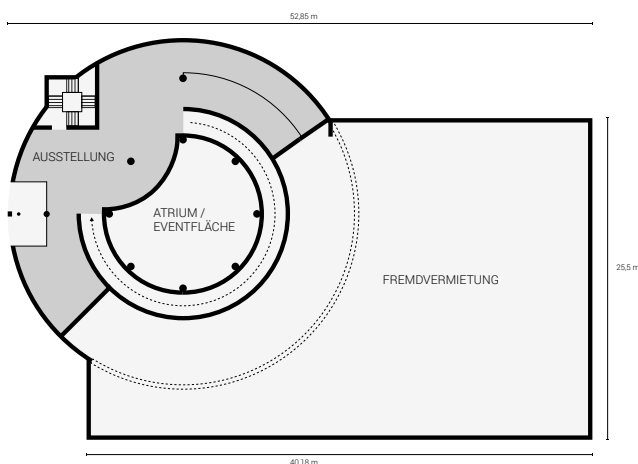 52,85 m
AUSSTELLUNG
ATRIUM /
EVENTFLÄCHE
25,5 m
FREMDVERMIETUNG
40,18 m